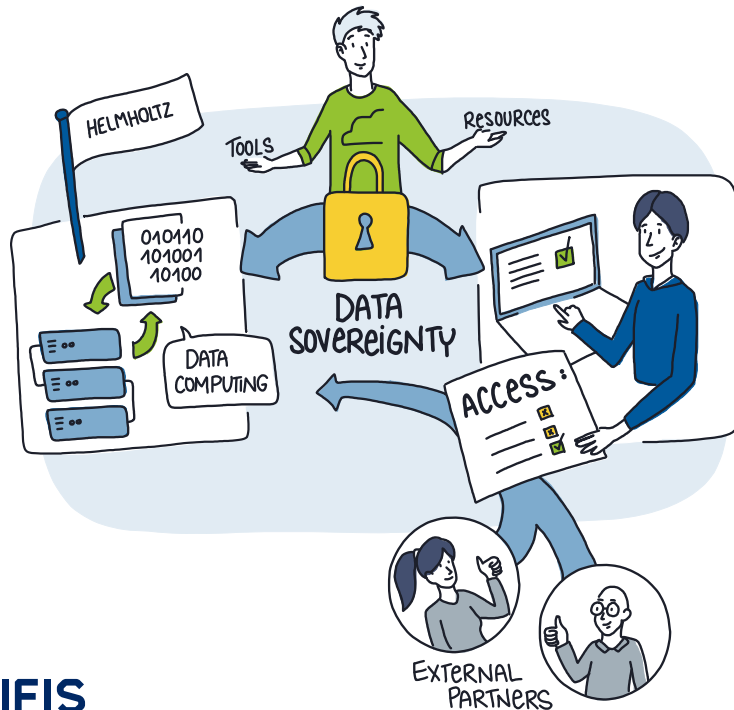 HELMHOLTZ
TOOLS
RESOURCES
010110
101001
10100
DATA
SOVEREIGNTY
DATA
COMPUTING
ACCESS:
EXTERNAL
PARTNERS
IFIS